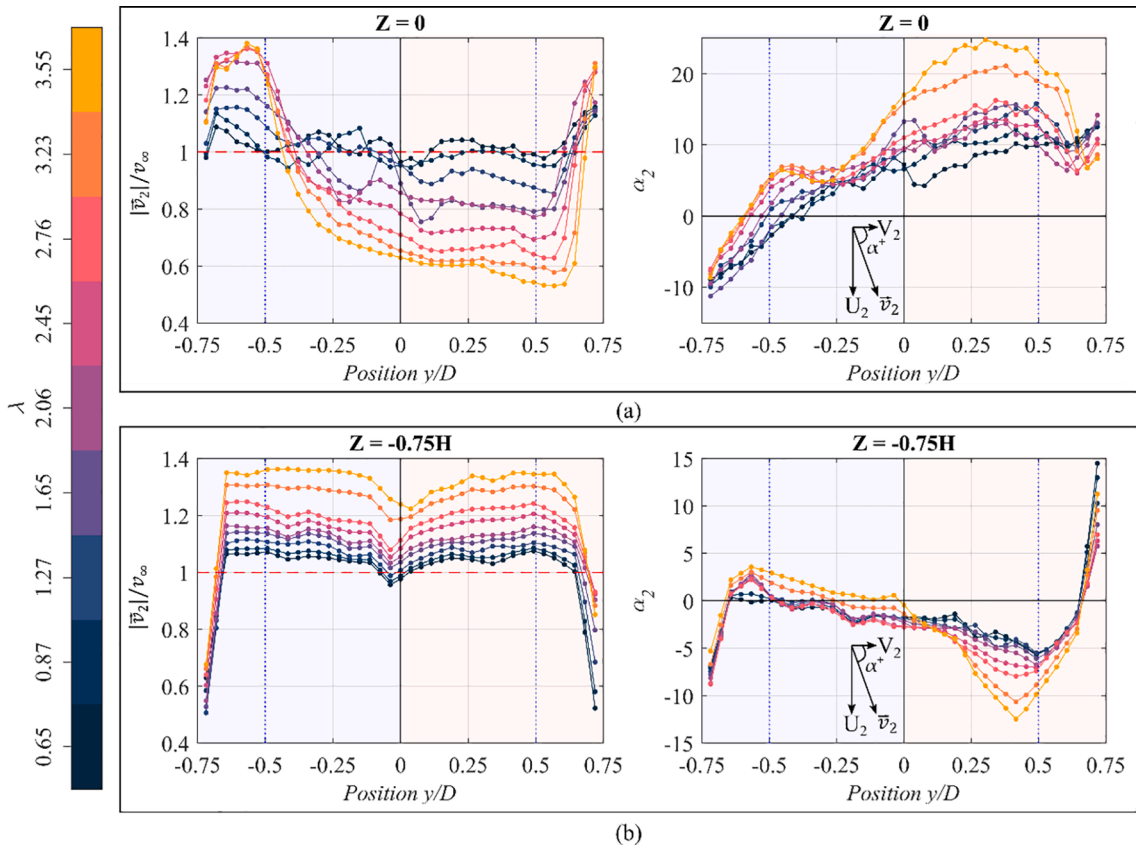 λ
3.55
3.23
2.76
2.45
2.06
1.65
1.27
0.87
0.65
Z = 0
|v̄₂|/v∞
1.4
1.2
1
0.8
0.6
0.4
-0.75 -0.5 -0.25 0 0.25 0.5 0.75
Position y/D
Z = 0
α₂
20
10
0
-10
V₂
α⁺
U₂ v⃗₂
-0.75 -0.5 -0.25 0 0.25 0.5 0.75
Position y/D
(a)
Z = -0.75H
|v̄₂|/v∞
1.4
1.2
1
0.8
0.6
0.4
-0.75 -0.5 -0.25 0 0.25 0.5 0.75
Position y/D
Z = -0.75H
α₂
15
10
5
0
-5
-10
-15
V₂
α⁺
U₂ v⃗₂
-0.75 -0.5 -0.25 0 0.25 0.5 0.75
Position y/D
(b)